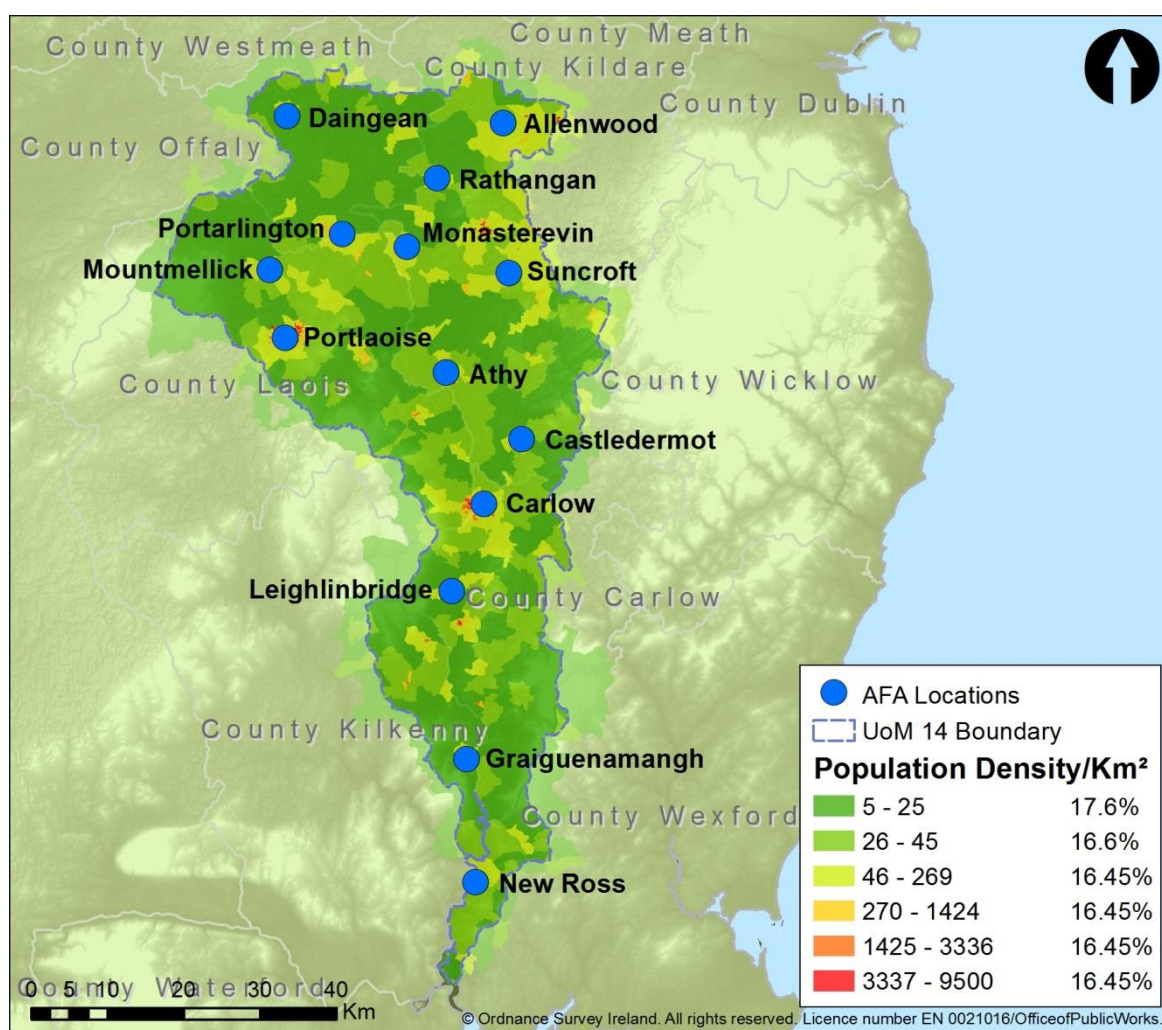 County Westmeath
County Meath
County Kildare
County Dublin
Daingean
Allenwood
County Offaly
Rathangan
Portarlington
Monasterevin
Mountmellick
Suncroft
Portlaoise
County Laois
Athy
County Wicklow
Castledermot
Carlow
Leighlinbridge
County Carlow
County Kilkenny
Graiguenamangh
County Wexford
New Ross
County Waterford
0 5 10 20 30 40
Km
AFA Locations
UoM 14 Boundary
Population Density/Km²
5 - 25 17.6%
26 - 45 16.6%
46 - 269 16.45%
270 - 1424 16.45%
1425 - 3336 16.45%
3337 - 9500 16.45%
© Ordnance Survey Ireland. All rights reserved. Licence number EN 0021016/OfficeofPublicWorks.